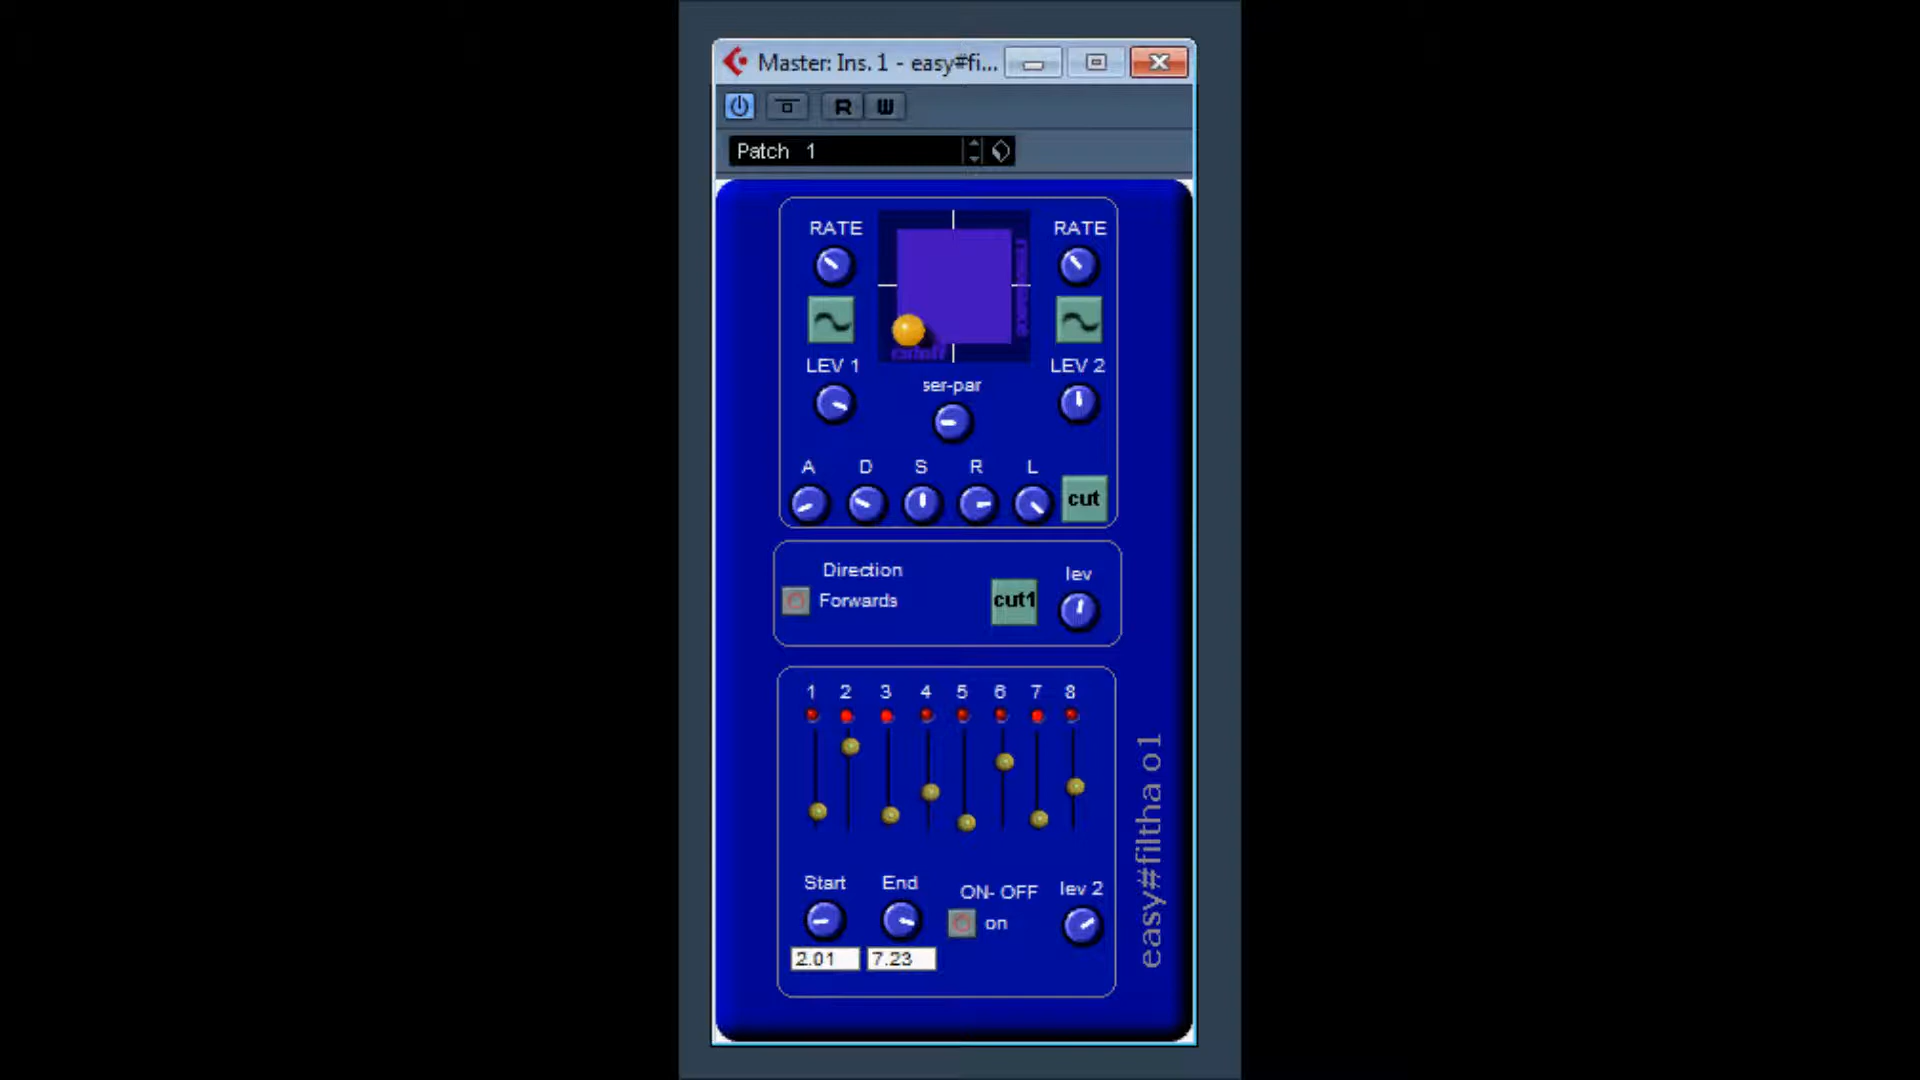 Master: Ins. 1 - easy#fi...
R W
Patch 1
RATE RATE
resonance
cutoff
LEV 1 LEV 2
ser-par
A D S R L
cut
Direction
Forwards
cut1
lev
1 2 3 4 5 6 7 8
Start End ON- OFF lev 2
on
2.01 7.23
easy#filtha o1